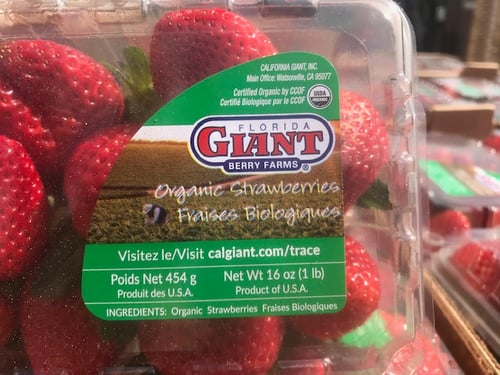 CALIFORNIA GIANT, INC.
Main Office: Watsonville, CA 95077
Certified Organic by CCOF
Certifié Biologique par le CCOF
USDA
ORGANIC
FLORIDA
GIANT
BERRY FARMS®
Organic Strawberries
Fraises Biologiques
Visitez le/Visit calgiant.com/trace
Poids Net 454 g
Produit des U.S.A.
Net Wt 16 oz (1 lb)
Product of U.S.A.
INGREDIENTS: Organic Strawberries Fraises Biologiques